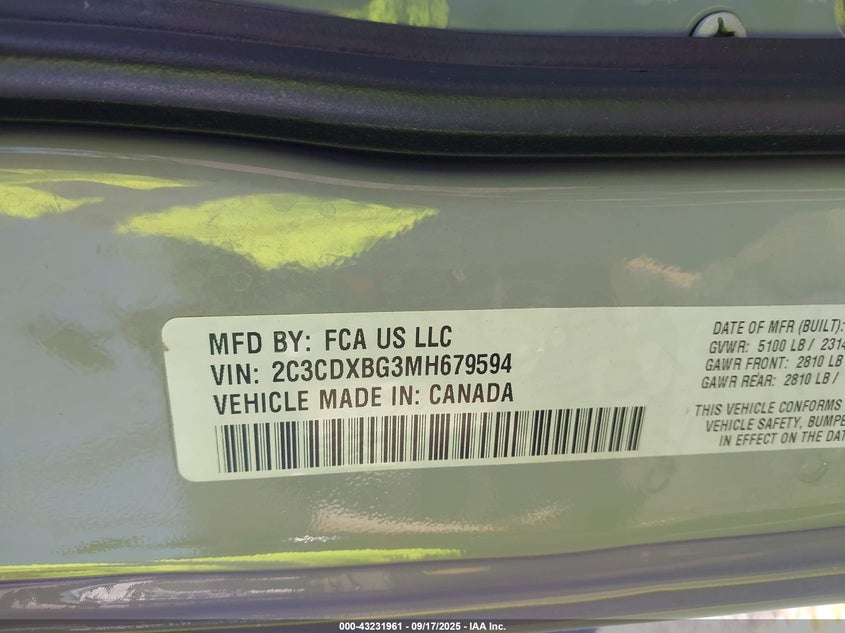 MFD BY: FCA US LLC
VIN: 2C3CDXBG3MH679594
VEHICLE MADE IN: CANADA
DATE OF MFR (BUILT):
GVWR: 5100 LB / 2314
GAWR FRONT: 2810 LB
GAWR REAR: 2810 LB /
THIS VEHICLE CONFORMS
VEHICLE SAFETY, BUMPE
IN EFFECT ON THE DAT
000-43231961 - 09/17/2025 - IAA Inc.